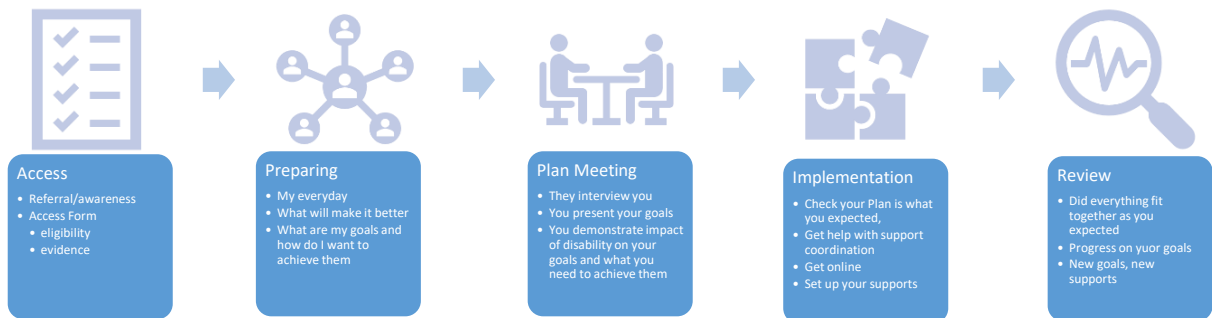 Access
• Referral/awareness
• Access Form
• eligibility
• evidence
Preparing
• My everyday
• What will make it better
• What are my goals and
how do I want to
achieve them
Plan Meeting
• They interview you
• You present your goals
• You demonstrate impact
of disability on your
goals and what you
need to achieve them
Implementation
• Check your Plan is what
you expected,
• Get help with support
coordination
• Get online
• Set up your supports
Review
• Did everything fit
together as you
expected
• Progress on yuor goals
• New goals, new
supports